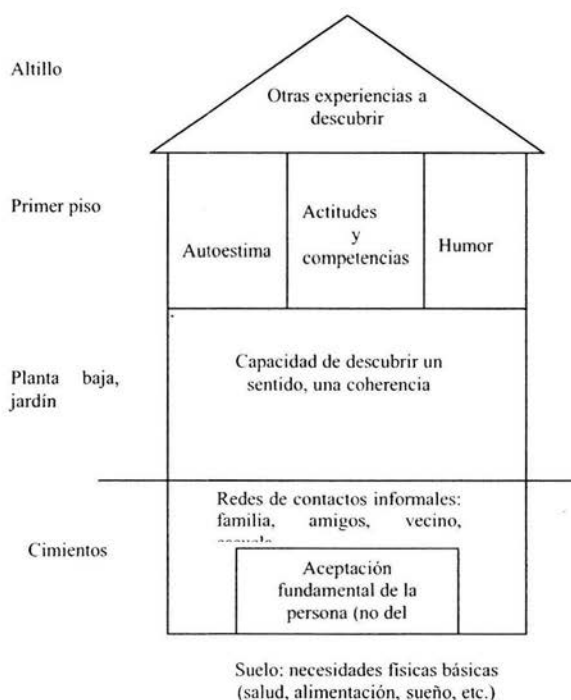 Altillo
Otras experiencias a
descubrir
Primer piso
Autoestima
Actitudes
y
competencias
Humor
Planta baja,
jardín
Capacidad de descubrir un
sentido, una coherencia
Cimientos
Redes de contactos informales:
familia, amigos, vecino,
Aceptación
fundamental de la
persona (no del
Suelo: necesidades físicas básicas
(salud, alimentación, sueño, etc.)